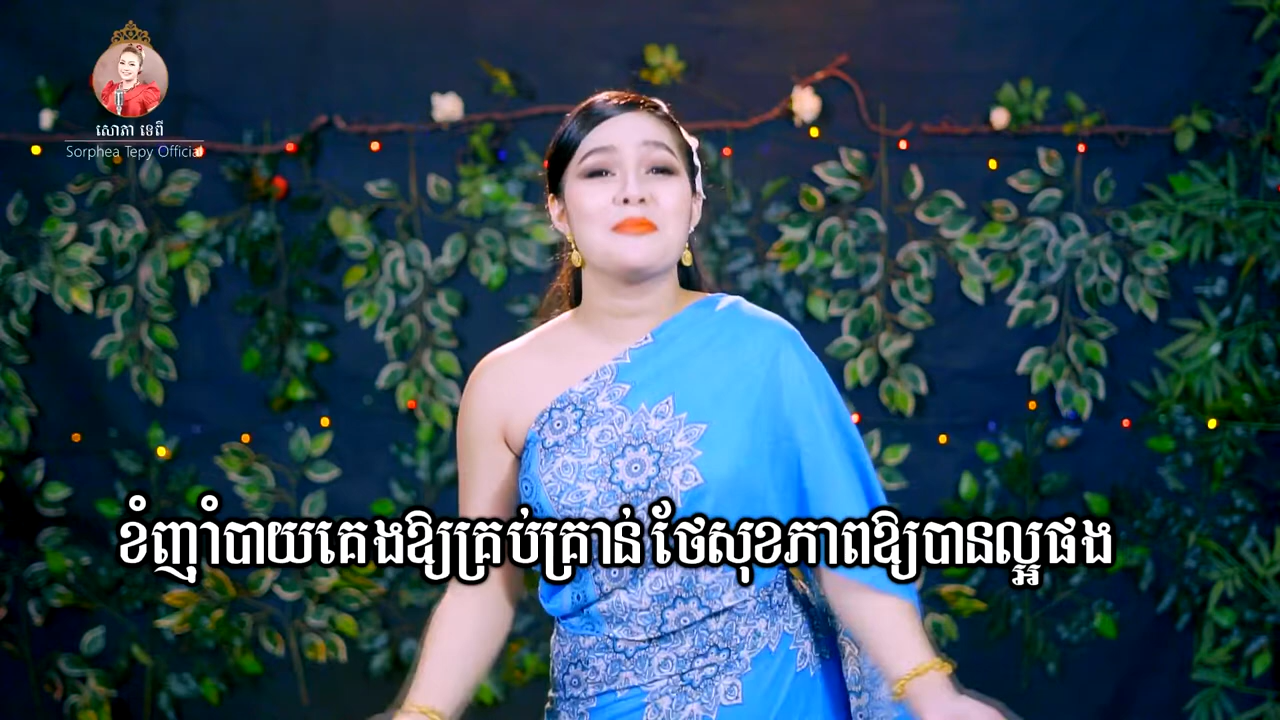 សោភា ទេពី
Sorphea Tepy Official
ខំញ៉ាំបាយគេងឱ្យគ្រប់គ្រាន់ ថែសុខភាពឱ្យបានល្អផង